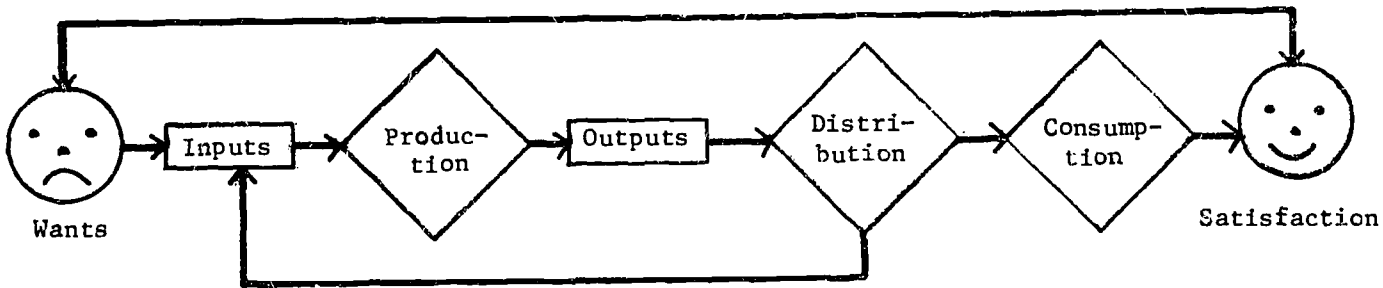 Wants
Inputs
Produc-
tion
Outputs
Distri-
bution
Consump-
tion
Satisfaction